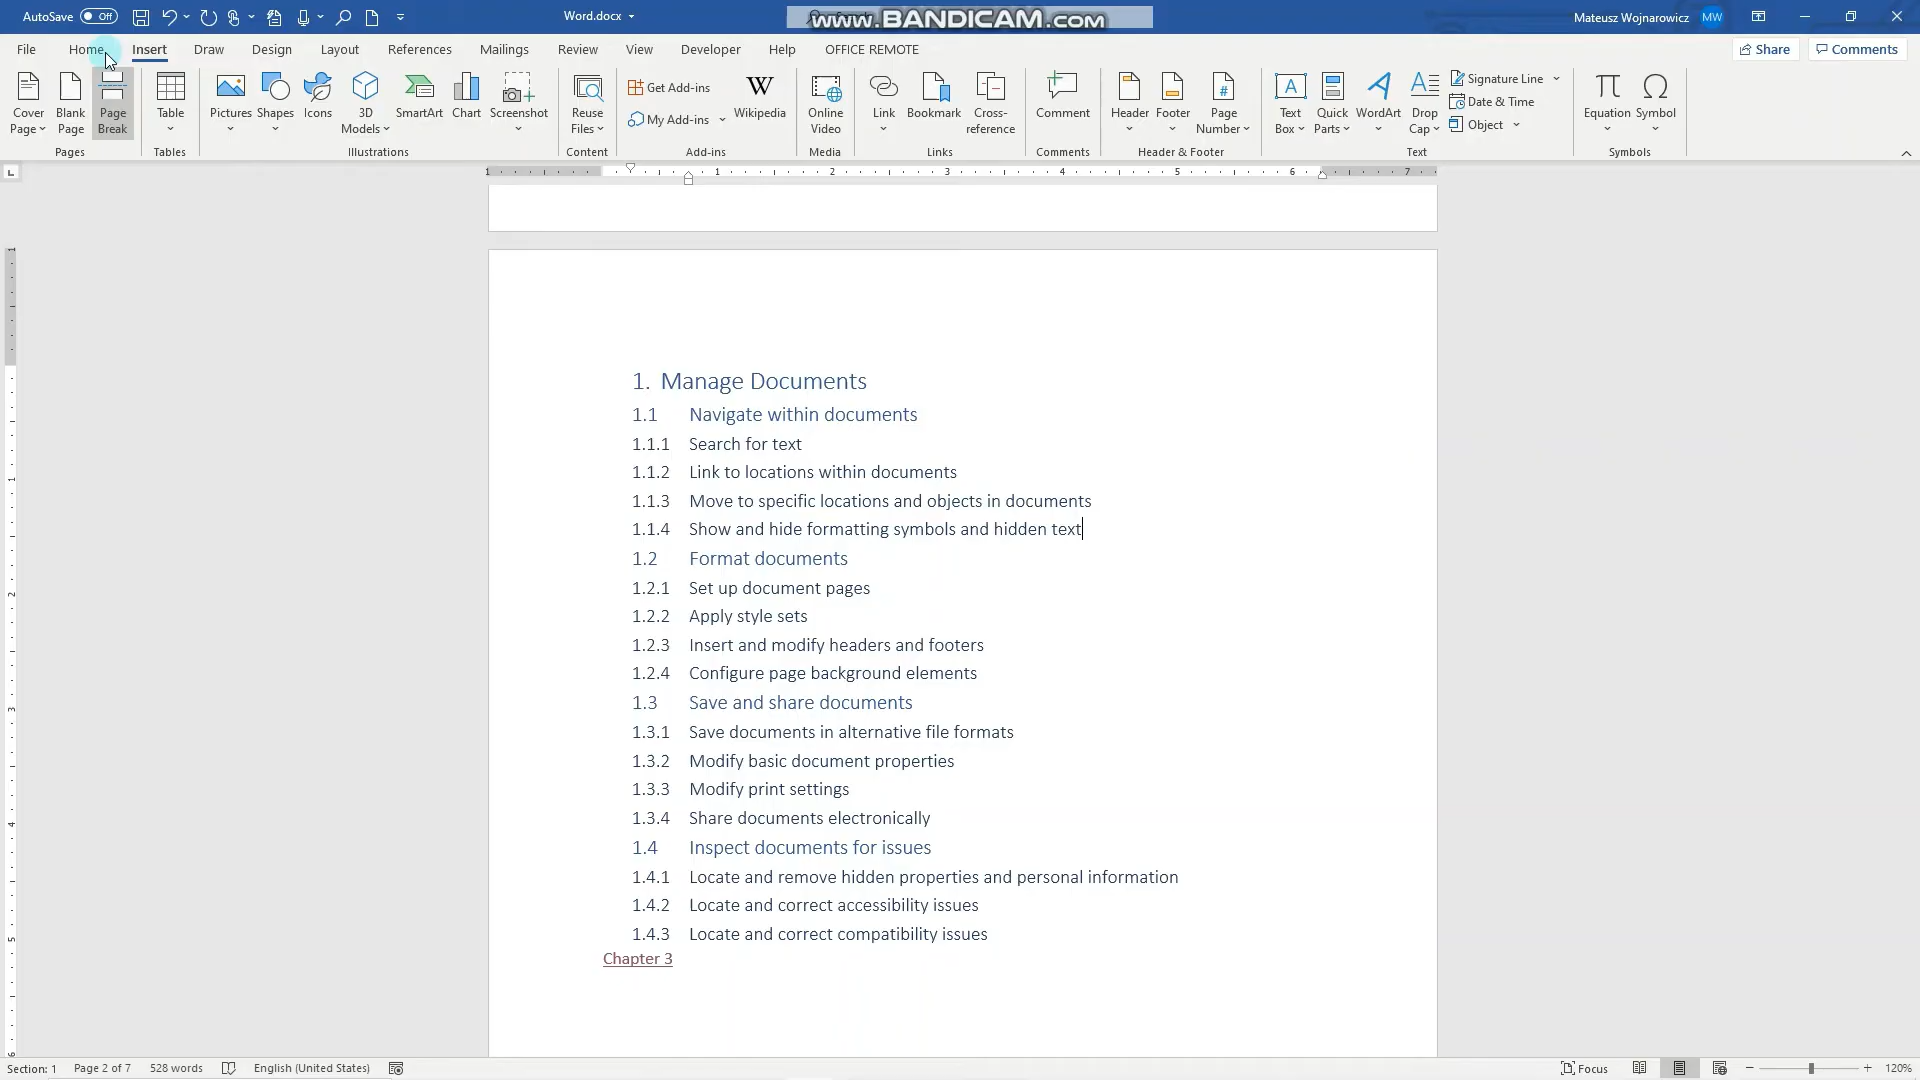 AutoSave Off Word.docx www.BANDICAM.com Mateusz Wojnarowicz MW
File Home Insert Draw Design Layout References Mailings Review View Developer Help OFFICE REMOTE Share Comments
Cover Page Blank Page Page Break Table Pictures Shapes Icons 3D Models SmartArt Chart Screenshot Reuse Files Get Add-ins My Add-ins W Wikipedia Online Video Link Bookmark Cross-reference Comment Header Footer Page Number Text Box Quick Parts WordArt Drop Cap Signature Line Date & Time Object Equation Symbol
Pages Tables Illustrations Content Add-ins Media Links Comments Header & Footer Text Symbols
1 1 2 3 4 5 6 7
1. Manage Documents
1.1 Navigate within documents
1.1.1 Search for text
1.1.2 Link to locations within documents
1.1.3 Move to specific locations and objects in documents
1.1.4 Show and hide formatting symbols and hidden text
1.2 Format documents
1.2.1 Set up document pages
1.2.2 Apply style sets
1.2.3 Insert and modify headers and footers
1.2.4 Configure page background elements
1.3 Save and share documents
1.3.1 Save documents in alternative file formats
1.3.2 Modify basic document properties
1.3.3 Modify print settings
1.3.4 Share documents electronically
1.4 Inspect documents for issues
1.4.1 Locate and remove hidden properties and personal information
1.4.2 Locate and correct accessibility issues
1.4.3 Locate and correct compatibility issues
Chapter 3
Section: 1 Page 2 of 7 528 words English (United States) Focus 120%